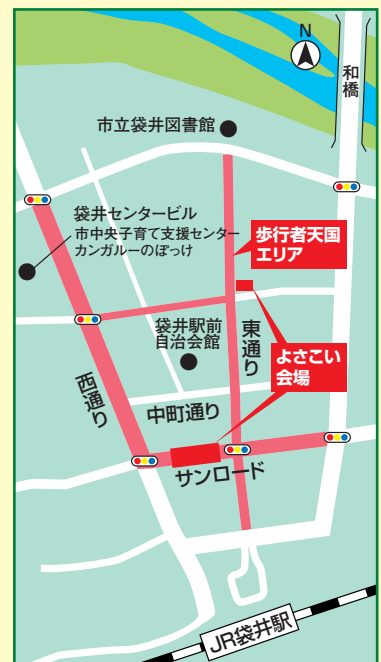 N
和橋
市立袋井図書館
袋井センタービル
市中央子育て支援センター
カンガルーのぽっけ
歩行者天国
エリア
袋井駅前
自治会館
東通り
よさこい
会場
西通り
中町通り
サンロード
JR袋井駅